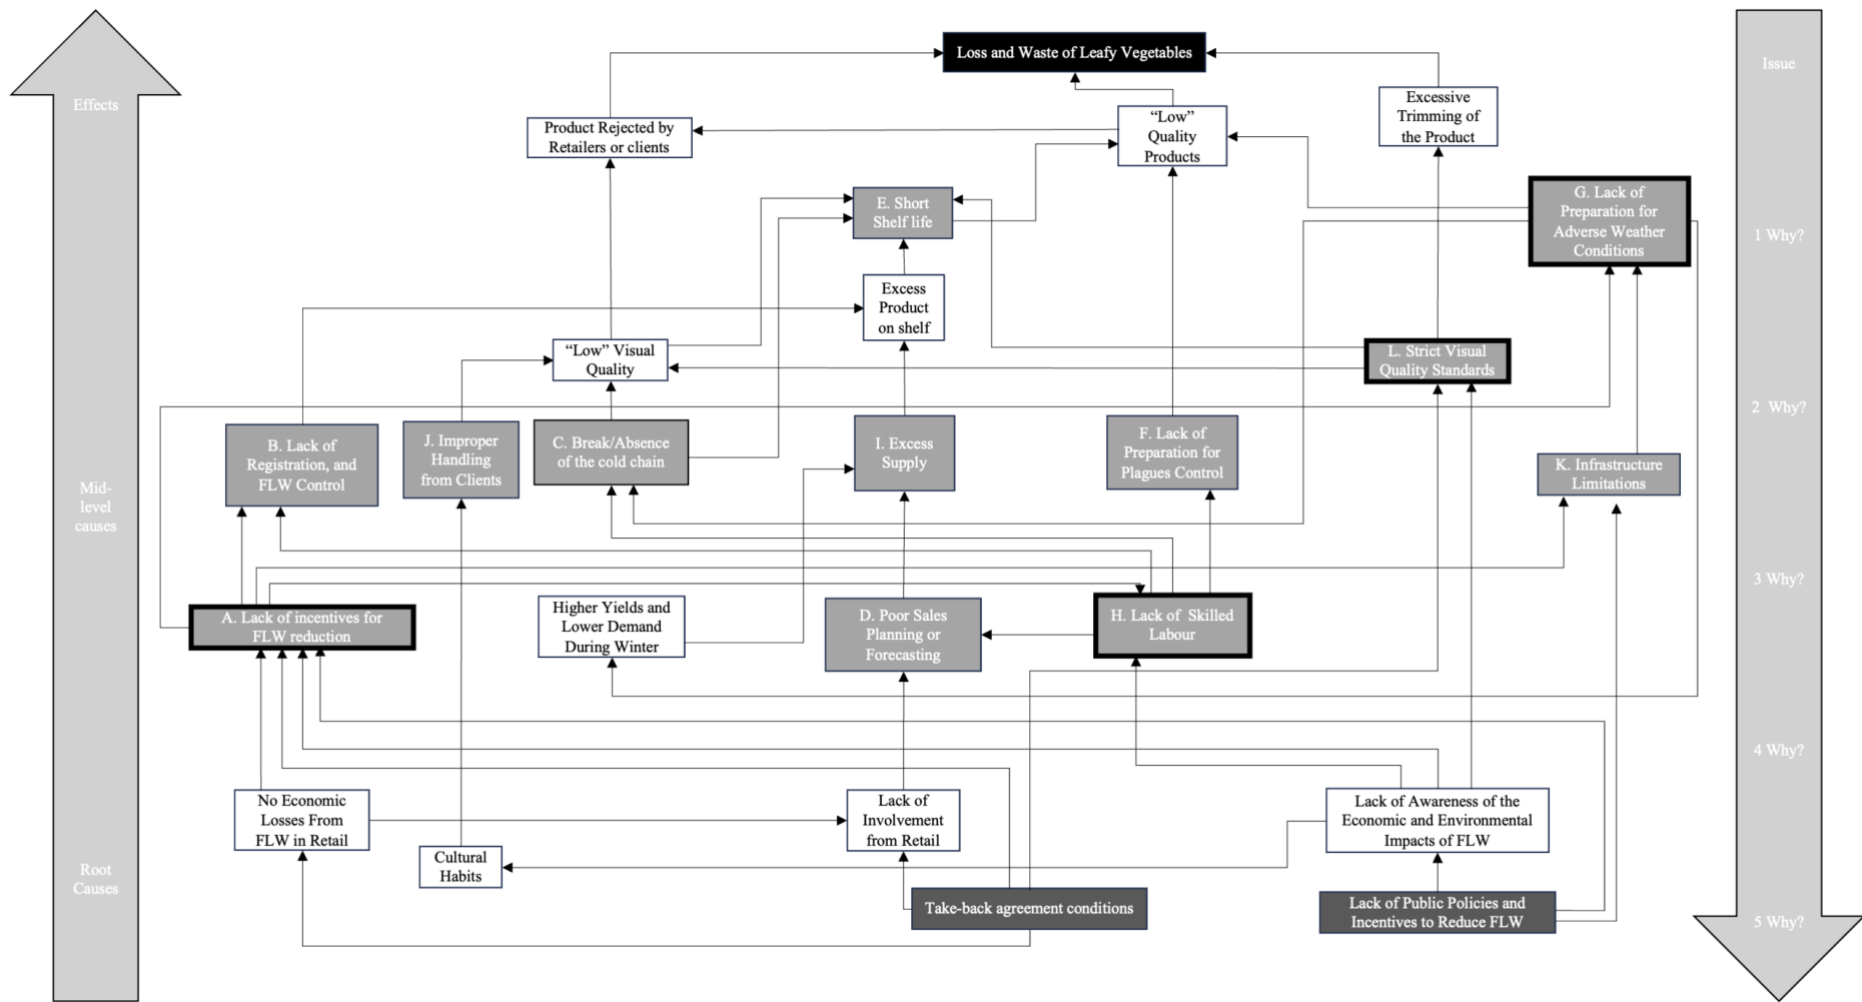 Loss and Waste of Leafy Vegetables
Issue
Effects
Excessive
Trimming of
the Product
Product Rejected by
Retailers or clients
“Low”
Quality
Products
E. Short
Shelf life
G. Lack of
Preparation for
Adverse Weather
Conditions
1 Why?
Excess
Product
on shelf
“Low” Visual
Quality
L. Strict Visual
Quality Standards
2 Why?
B. Lack of
Registration, and
FLW Control
J. Improper
Handling
from Clients
C. Break/Absence
of the cold chain
I. Excess
Supply
F. Lack of
Preparation for
Plagues Control
K. Infrastructure
Limitations
Mid-
level
causes
3 Why?
A. Lack of incentives for
FLW reduction
Higher Yields and
Lower Demand
During Winter
D. Poor Sales
Planning or
Forecasting
H. Lack of Skilled
Labour
4 Why?
No Economic
Losses From
FLW in Retail
Lack of
Involvement
from Retail
Lack of Awareness of the
Economic and Environmental
Impacts of FLW
Cultural
Habits
Root
Causes
Take-back agreement conditions
Lack of Public Policies and
Incentives to Reduce FLW
5 Why?